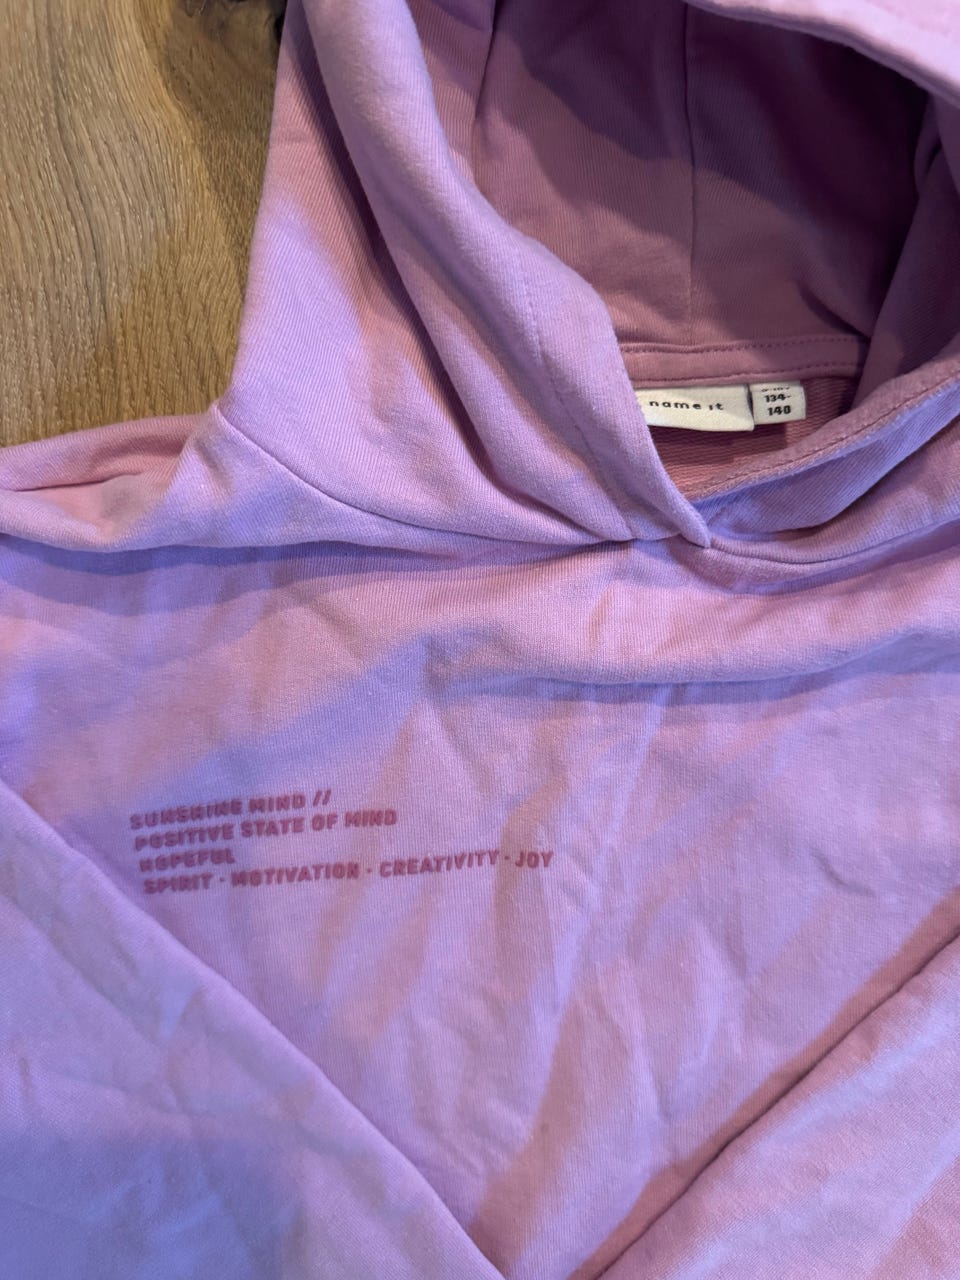 name it
134-
140
SUNSHINE MIND //
POSITIVE STATE OF MIND
HOPEFUL
SPIRIT · MOTIVATION · CREATIVITY · JOY